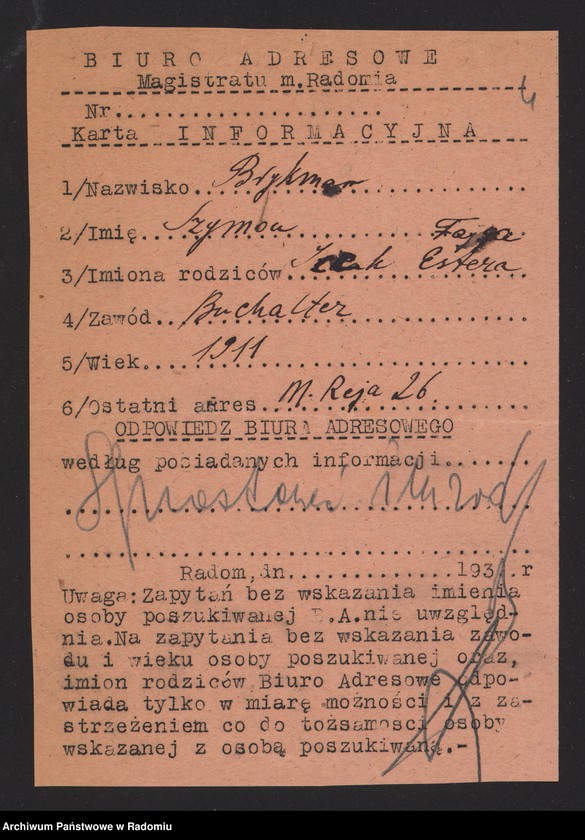 BIURO ADRESOWE
Magistratu m.Radomia
4
Nr....................
Karta INFORMACYJNA
1/Nazwisko..Brykman
2/Imię..Szymon
Fajga
3/Imiona rodziców..Icek Estera
4/Zawód..Buchalter
5/Wiek..1911
6/Ostatni adres..M. Reja 26.
ODPOWIEDZ BIURA ADRESOWEGO
według posiadanych informacji.......
Sprostować
Radom,dn..............193..r
Uwaga:Zapytań bez wskazania imienia
osoby poszukiwanej B.A.nie uwzględ-
nia.Na zapytania bez wskazania zawo-
du i wieku osoby poszukiwanej oraz,
imion rodziców Biuro Adresowe odpo-
wiada tylko w miarę możności i z za-
strzeżeniem co do tożsamosci osoby
wskazanej z osobą poszukiwaną.-
Archiwum Państwowe w Radomiu